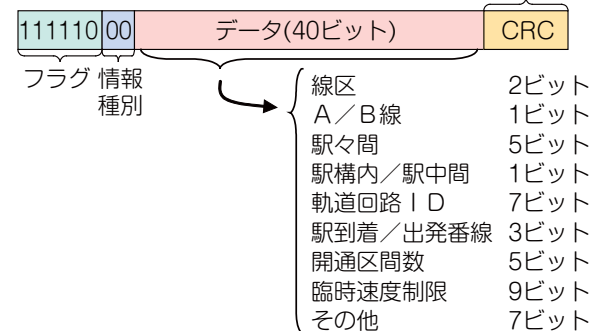 111110 00 データ(40ビット) CRC
フラグ 情報種別
線区 2ビット
A／B線 1ビット
駅々間 5ビット
駅構内／駅中間 1ビット
軌道回路ＩＤ 7ビット
駅到着／出発番線 3ビット
開通区間数 5ビット
臨時速度制限 9ビット
その他 7ビット